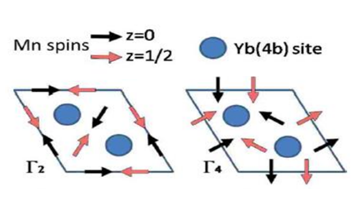 Mn spins
z=0
z=1/2
Yb(4b) site
Γ2
Γ4